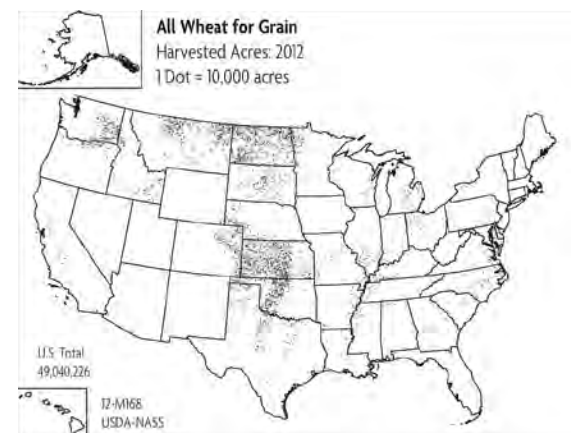 All Wheat for Grain
Harvested Acres: 2012
1 Dot = 10,000 acres
U.S. Total
49,040,226
12-M168
USDA-NASS